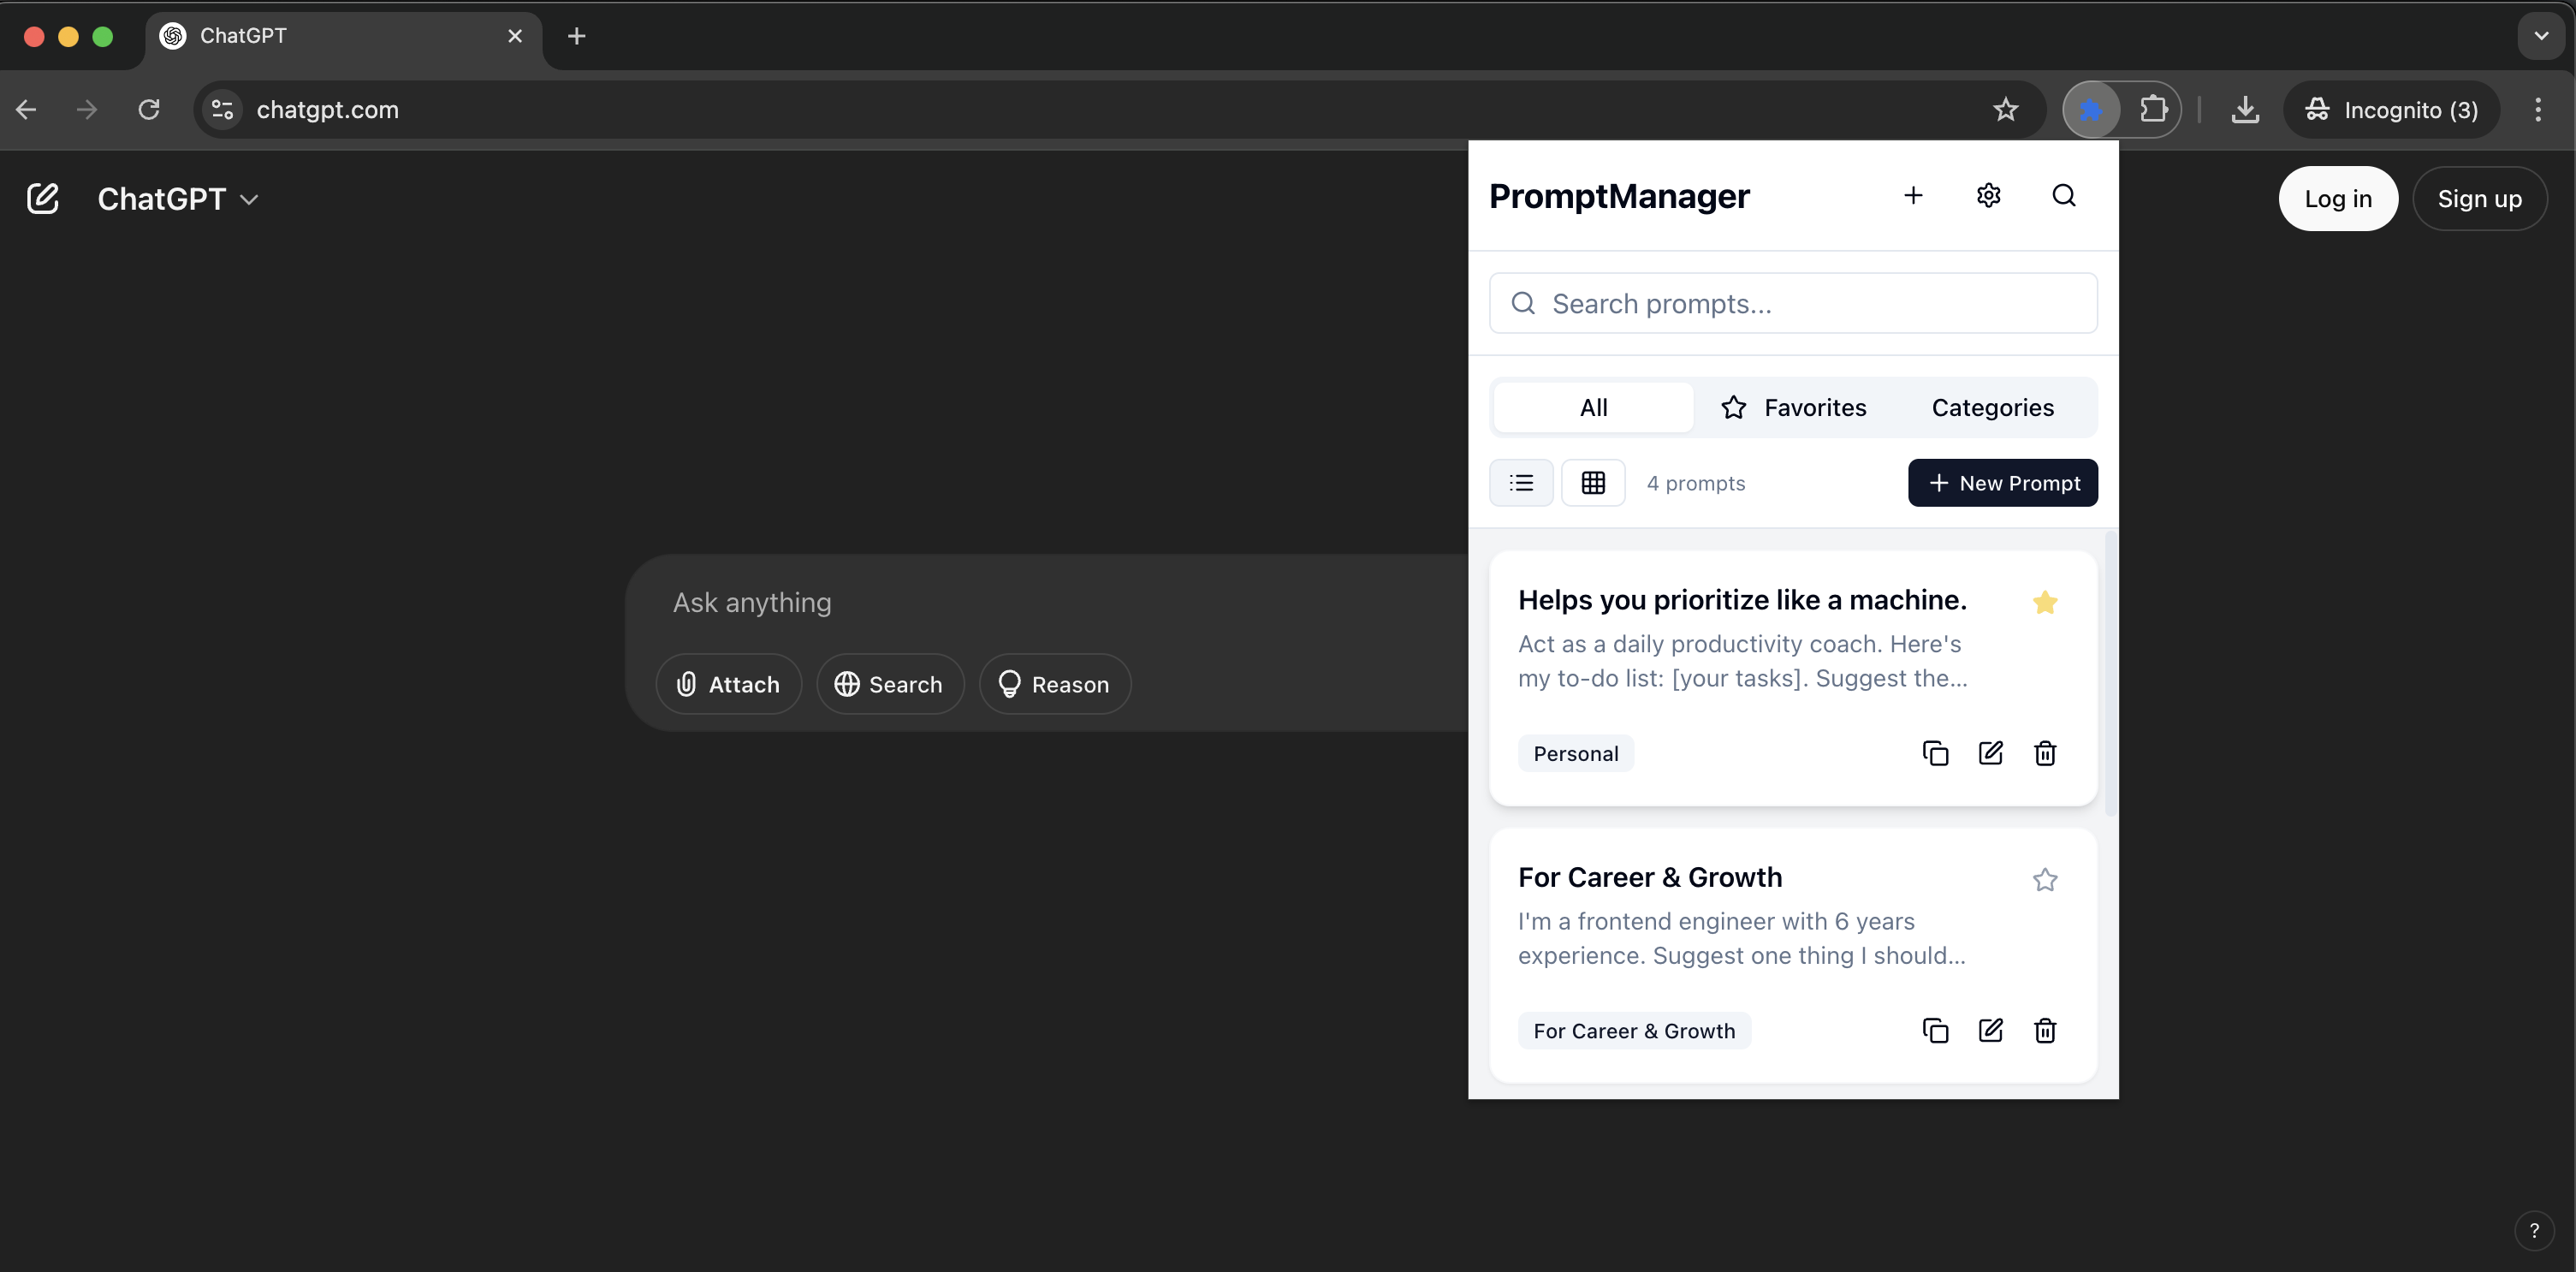 ChatGPT
chatgpt.com
Incognito (3)
ChatGPT
Log in
Sign up
Ask anything
Attach
Search
Reason
PromptManager
Search prompts...
All
Favorites
Categories
4 prompts
New Prompt
Helps you prioritize like a machine.
Act as a daily productivity coach. Here's
my to-do list: [your tasks]. Suggest the...
Personal
For Career & Growth
I'm a frontend engineer with 6 years
experience. Suggest one thing I should...
For Career & Growth
?